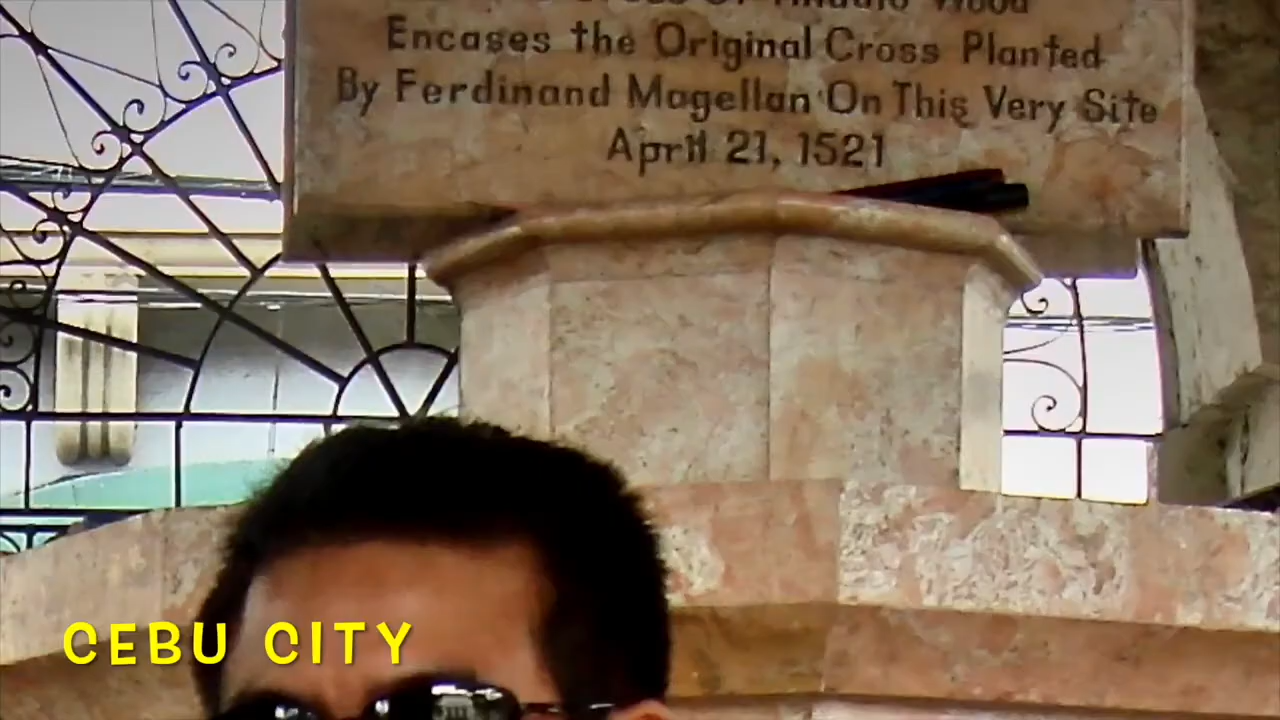 Encases the Original Cross Planted
By Ferdinand Magellan On This Very Site
April 21, 1521
CEBU CITY